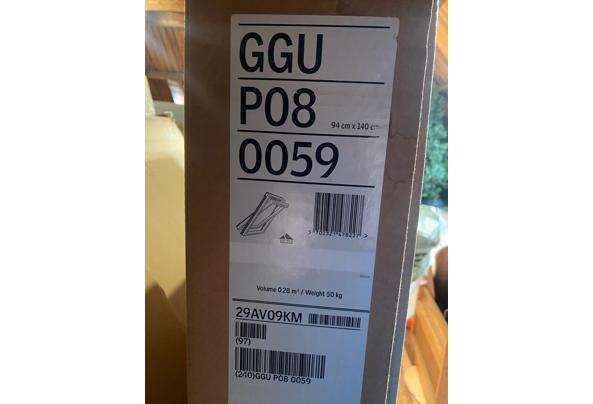 GGU
P08 94 cm x 140 cm
0059
Volume 0.28 m³ / Weight 50 kg
29AV09KM
(97)
(240)GGU P08 0059